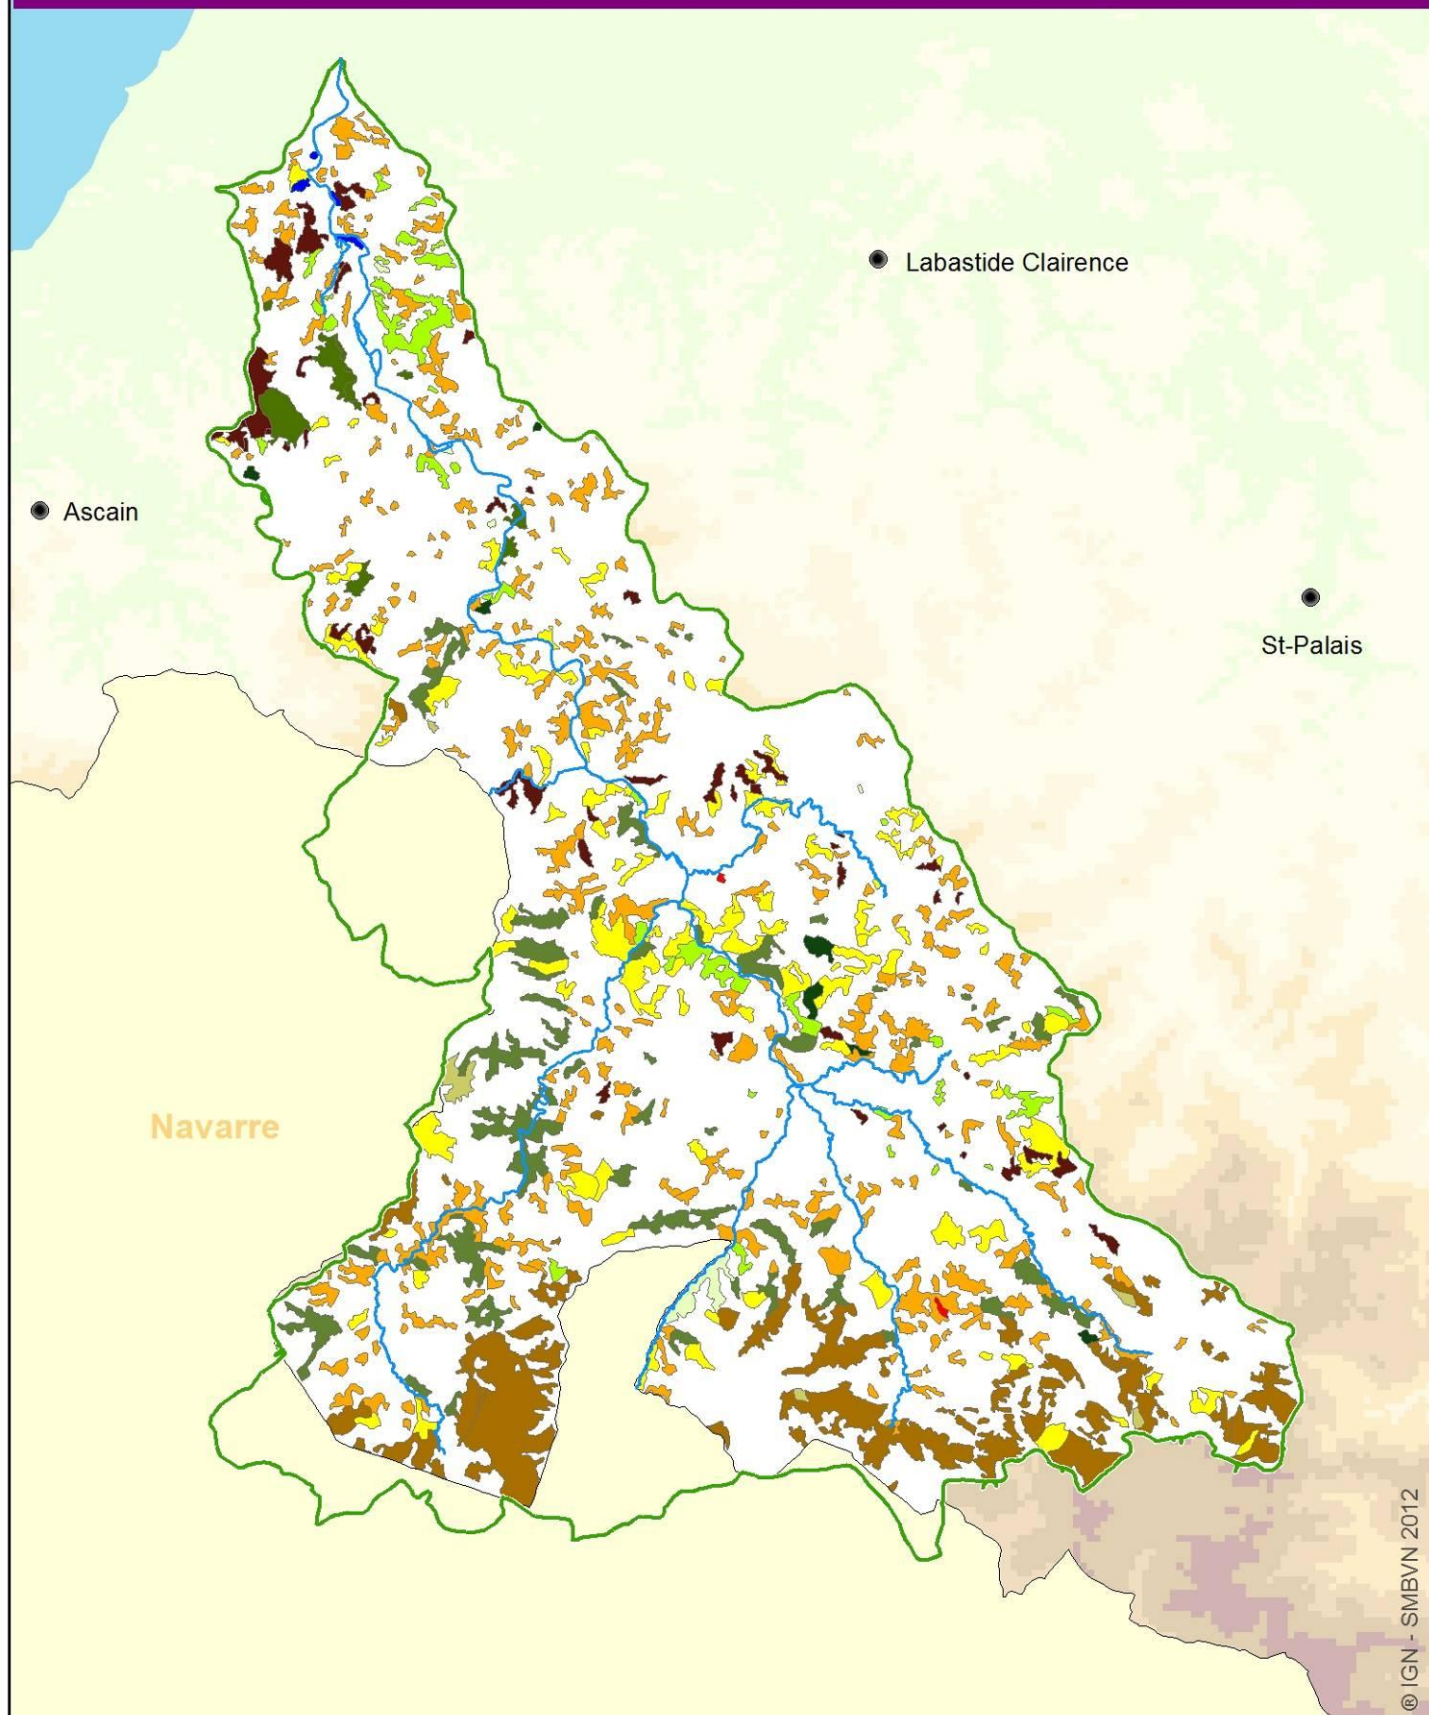 Labastide Clairence
Ascain
St-Palais
Navarre
® IGN - SMBVN 2012